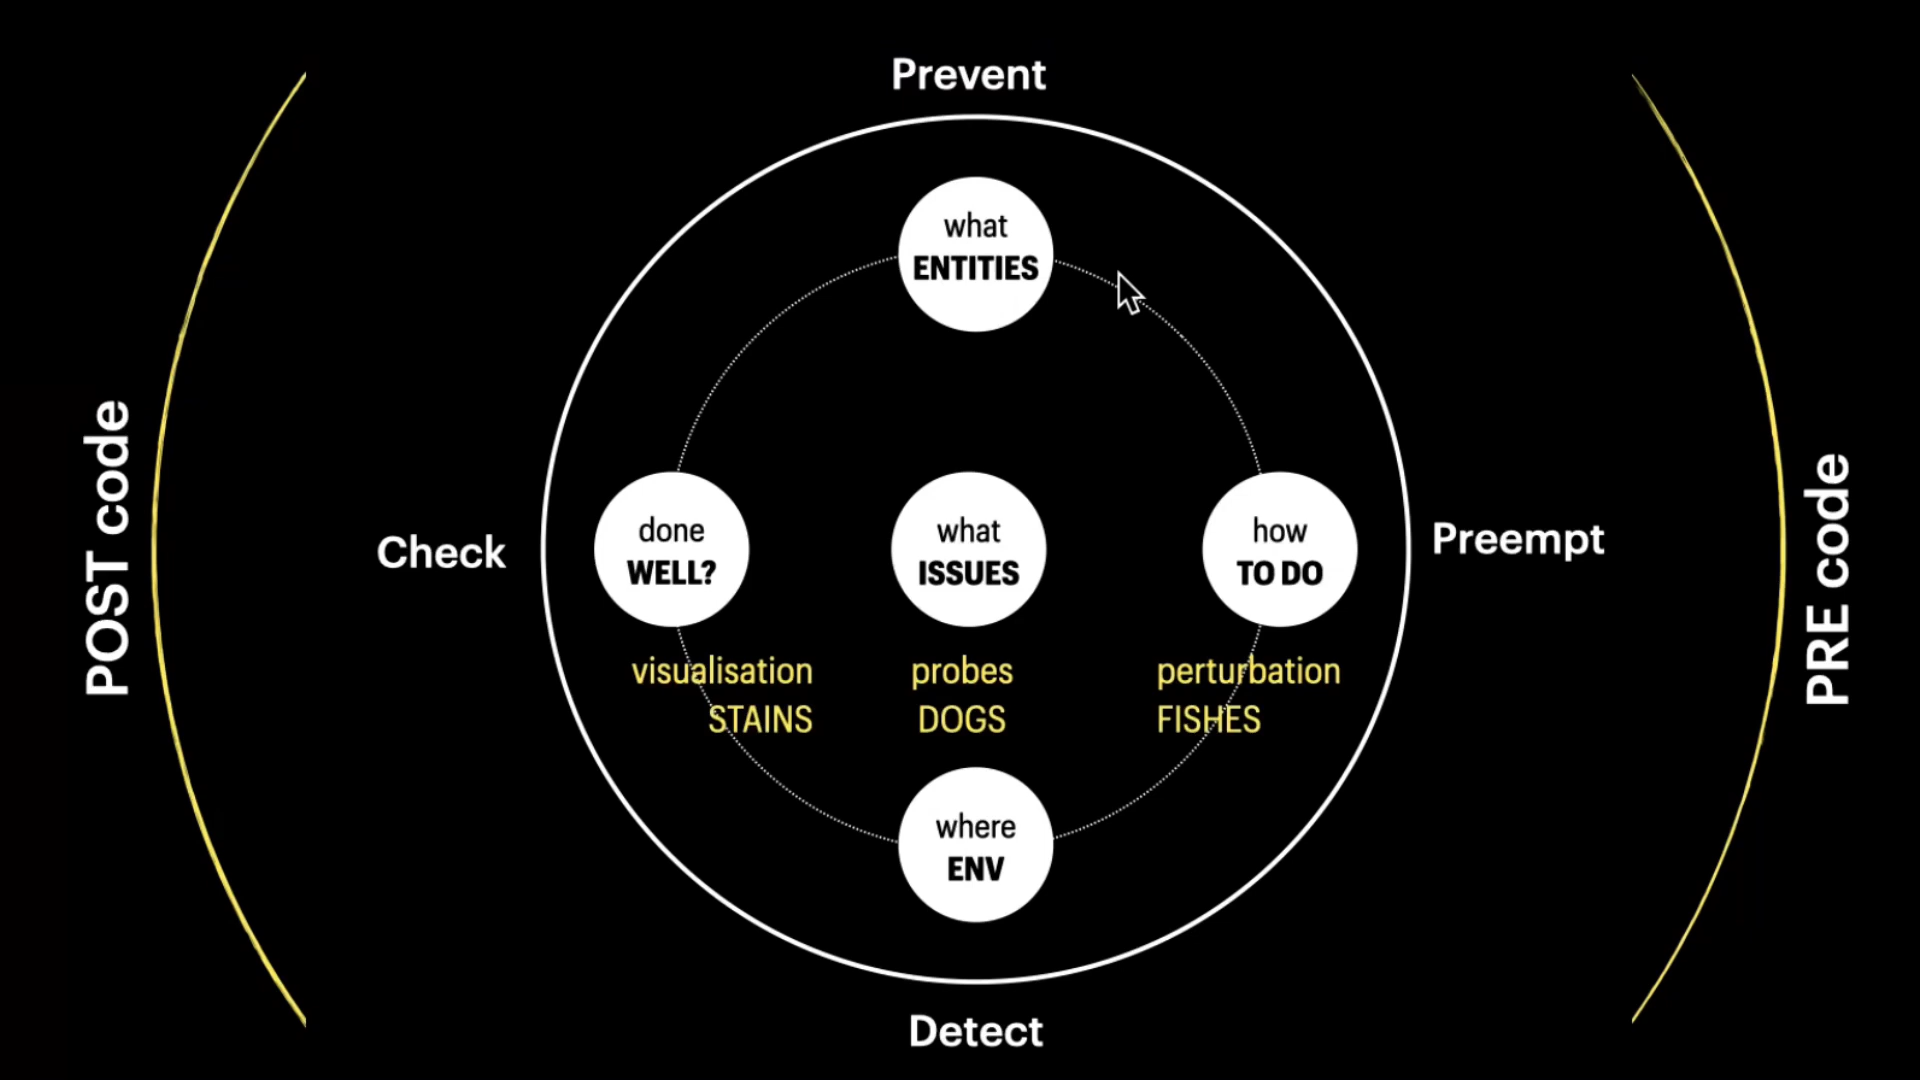 Prevent
what
ENTITIES
POST code
Check
done
WELL?
what
ISSUES
how
TO DO
Preempt
PRE code
visualisation
STAINS
probes
DOGS
perturbation
FISHES
where
ENV
Detect